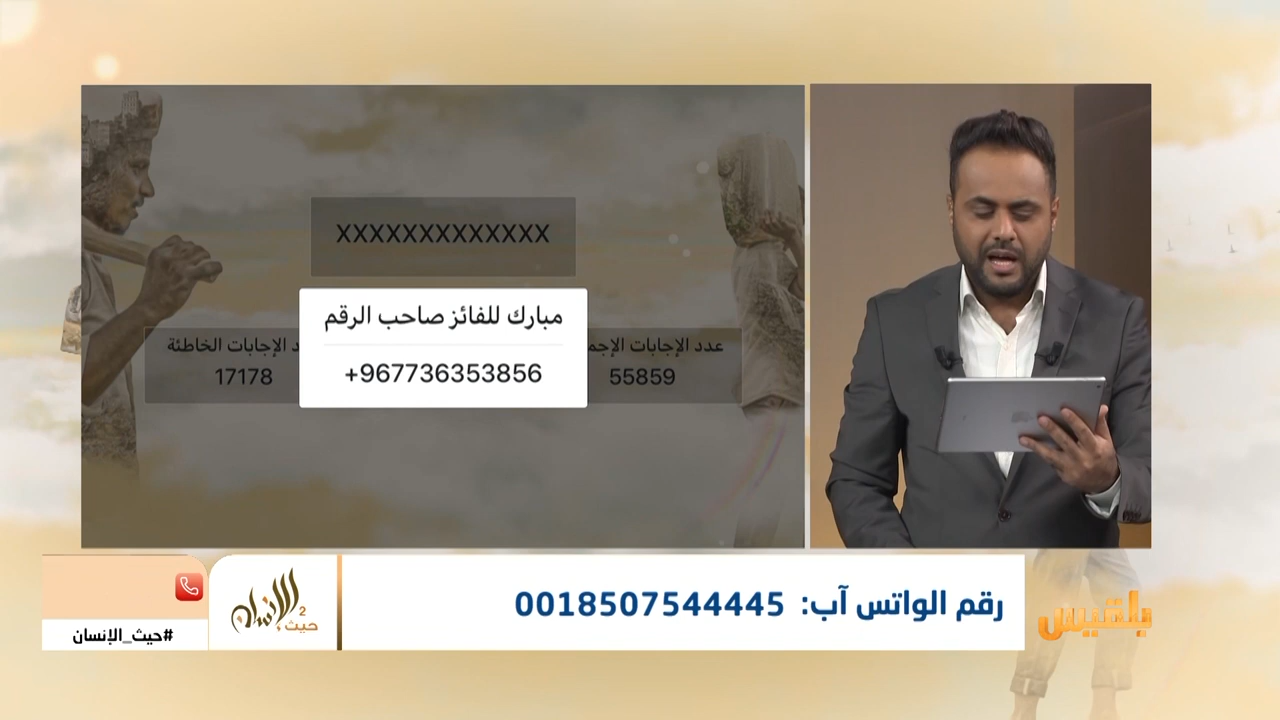 XXXXXXXXXXXXX
مبارك للفائز صاحب الرقم
+967736353856
عدد الإجابات الإجم
55859
د الإجابات الخاطئة
17178
رقم الواتس آب: 0018507544445
حيث الإنسان 2
#حيث_الإنسان
بلقيس